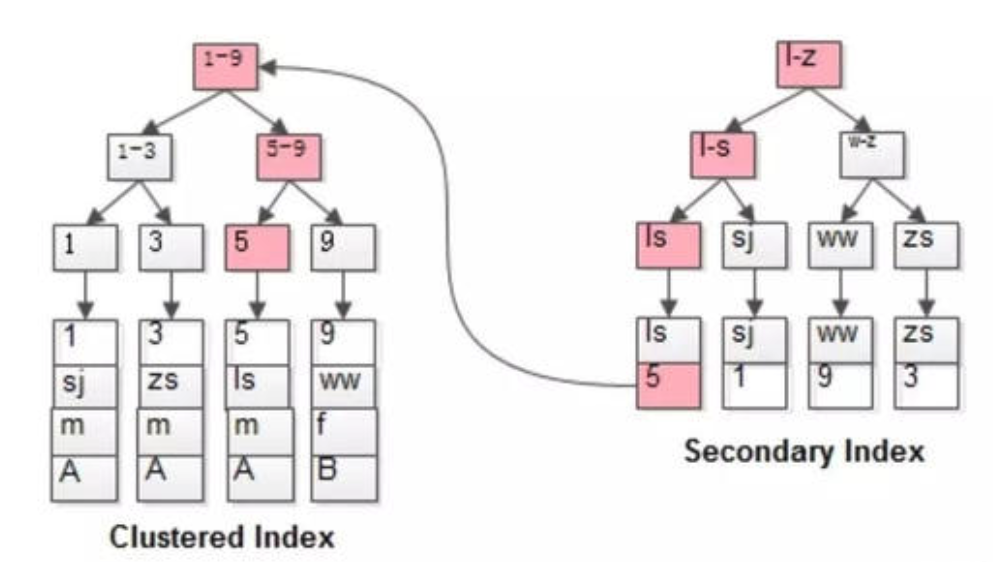 1-9
1-3
5-9
1
3
5
9
1
sj
m
A
3
zs
m
A
5
ls
m
A
9
ww
f
B
Clustered Index
l-z
l-s
w-z
ls
sj
ww
zs
ls
5
sj
1
ww
9
zs
3
Secondary Index